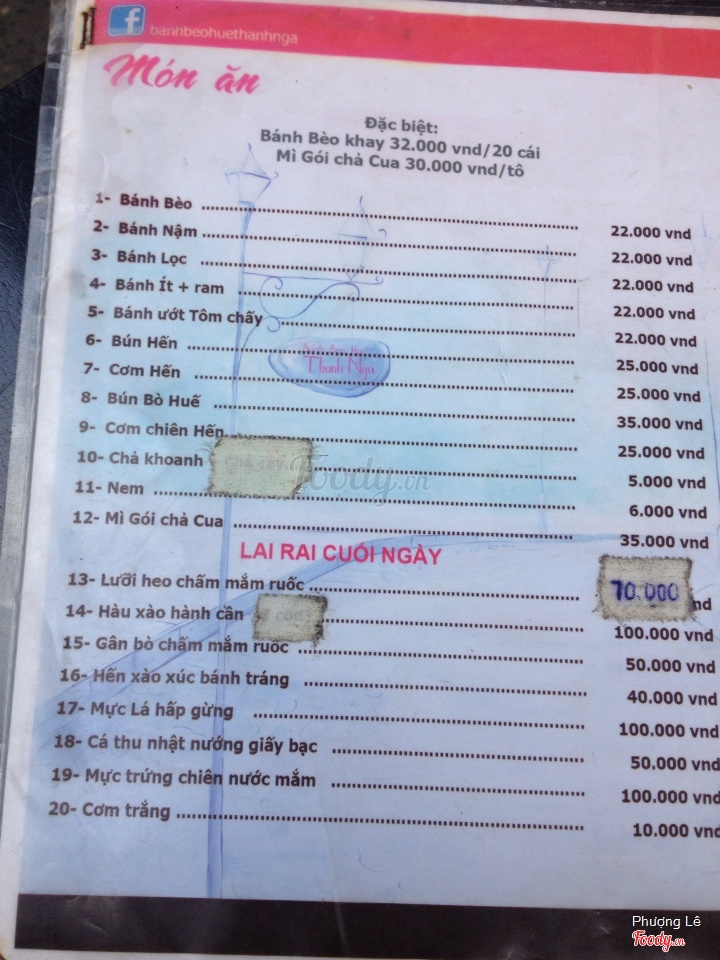 f banhbeohuethanhnga
Món ăn
Đặc biệt:
Bánh Bèo khay 32.000 vnd/20 cái
Mì Gói chả Cua 30.000 vnd/tô
1- Bánh Bèo ........ 22.000 vnd
2- Bánh Nậm ........ 22.000 vnd
3- Bánh Lọc ........ 22.000 vnd
4- Bánh Ít + ram ........ 22.000 vnd
5- Bánh ướt Tôm chấy ........ 22.000 vnd
6- Bún Hến ........ 25.000 vnd
Bánh Bèo Huế
Thanh Nga
7- Cơm Hến ........ 25.000 vnd
8- Bún Bò Huế ........ 35.000 vnd
9- Cơm chiên Hến ........ 25.000 vnd
10- Chả khoanh ........ 5.000 vnd
Foody.vn
11- Nem ........ 6.000 vnd
12- Mì Gói chả Cua ........ 35.000 vnd
LAI RAI CUỐI NGÀY
13- Lưỡi heo chấm mắm ruốc ........ 70.000 nd
14- Hàu xào hành cần ........ 100.000 vnd
15- Gân bò chấm mắm ruốc ........ 50.000 vnd
16- Hến xào xúc bánh tráng ........ 40.000 vnd
17- Mực Lá hấp gừng ........ 100.000 vnd
18- Cá thu nhật nướng giấy bạc ........ 50.000 vnd
19- Mực trứng chiên nước mắm ........ 100.000 vnd
20- Cơm trắng ........ 10.000 vnd
Phượng Lê
Foody.vn